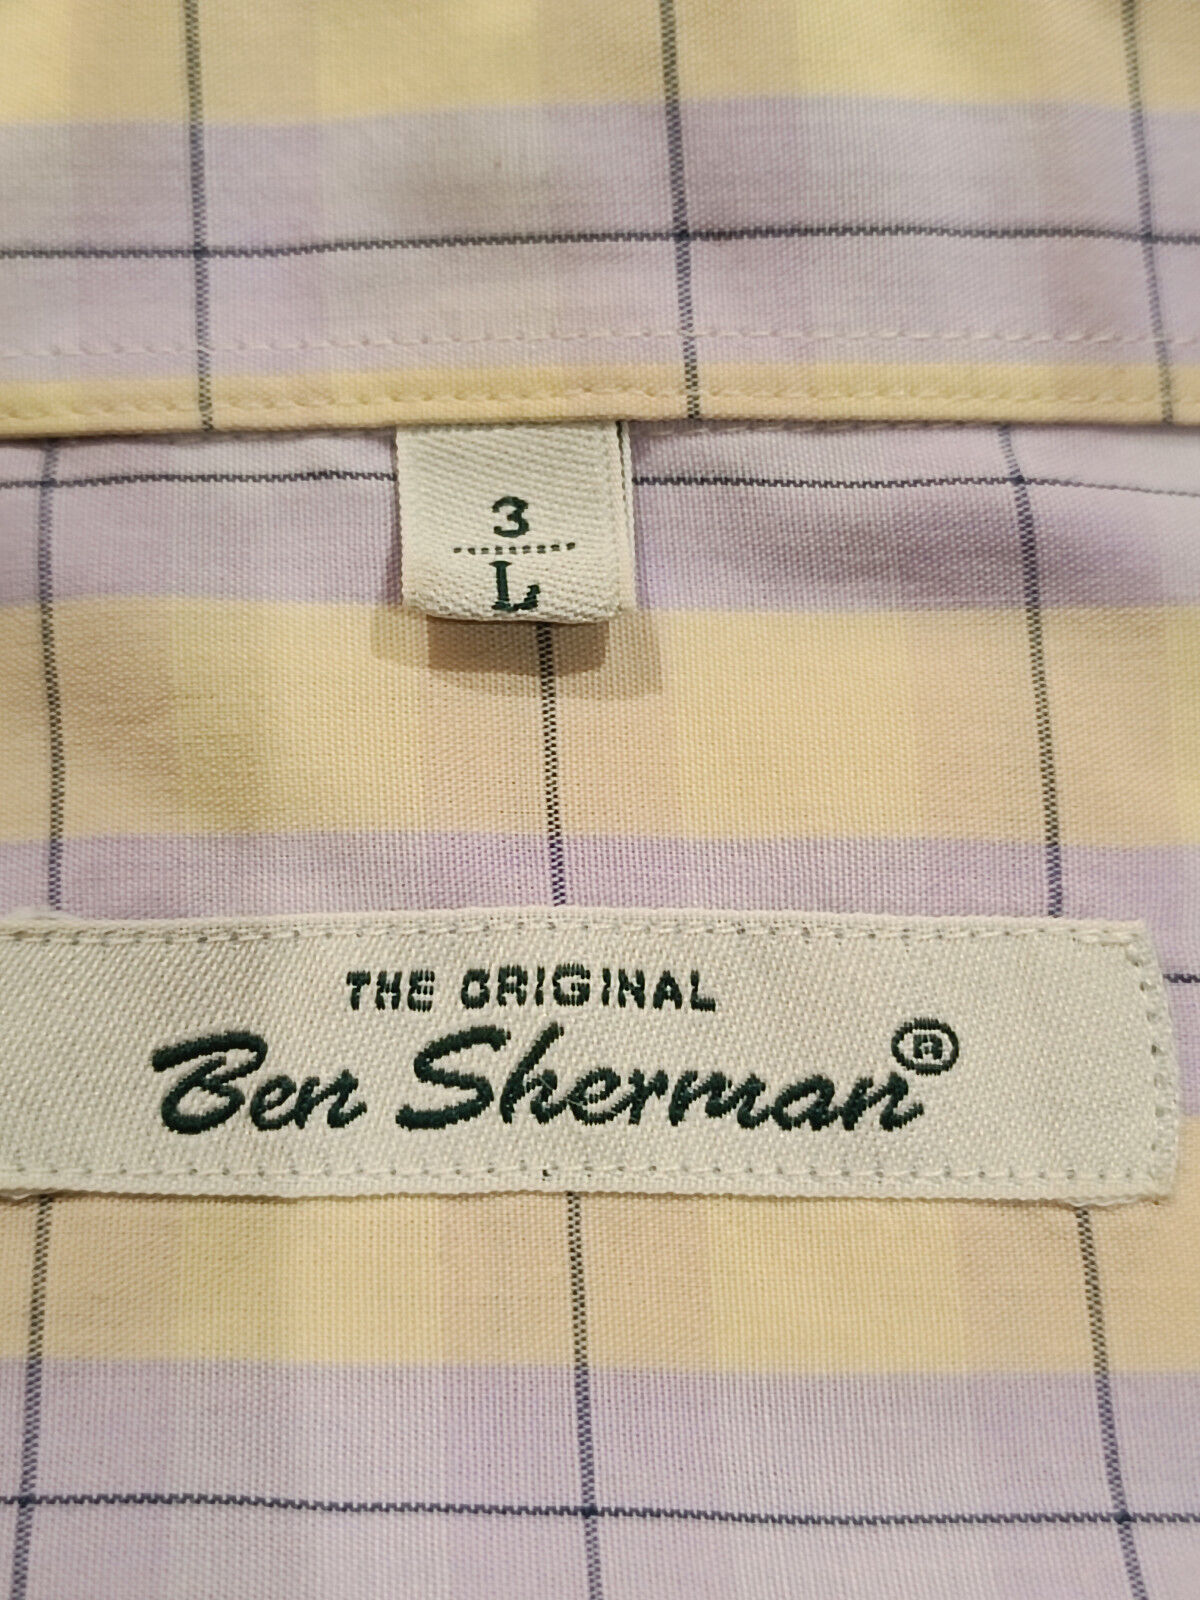 3
L
THE ORIGINAL
Ben Sherman®